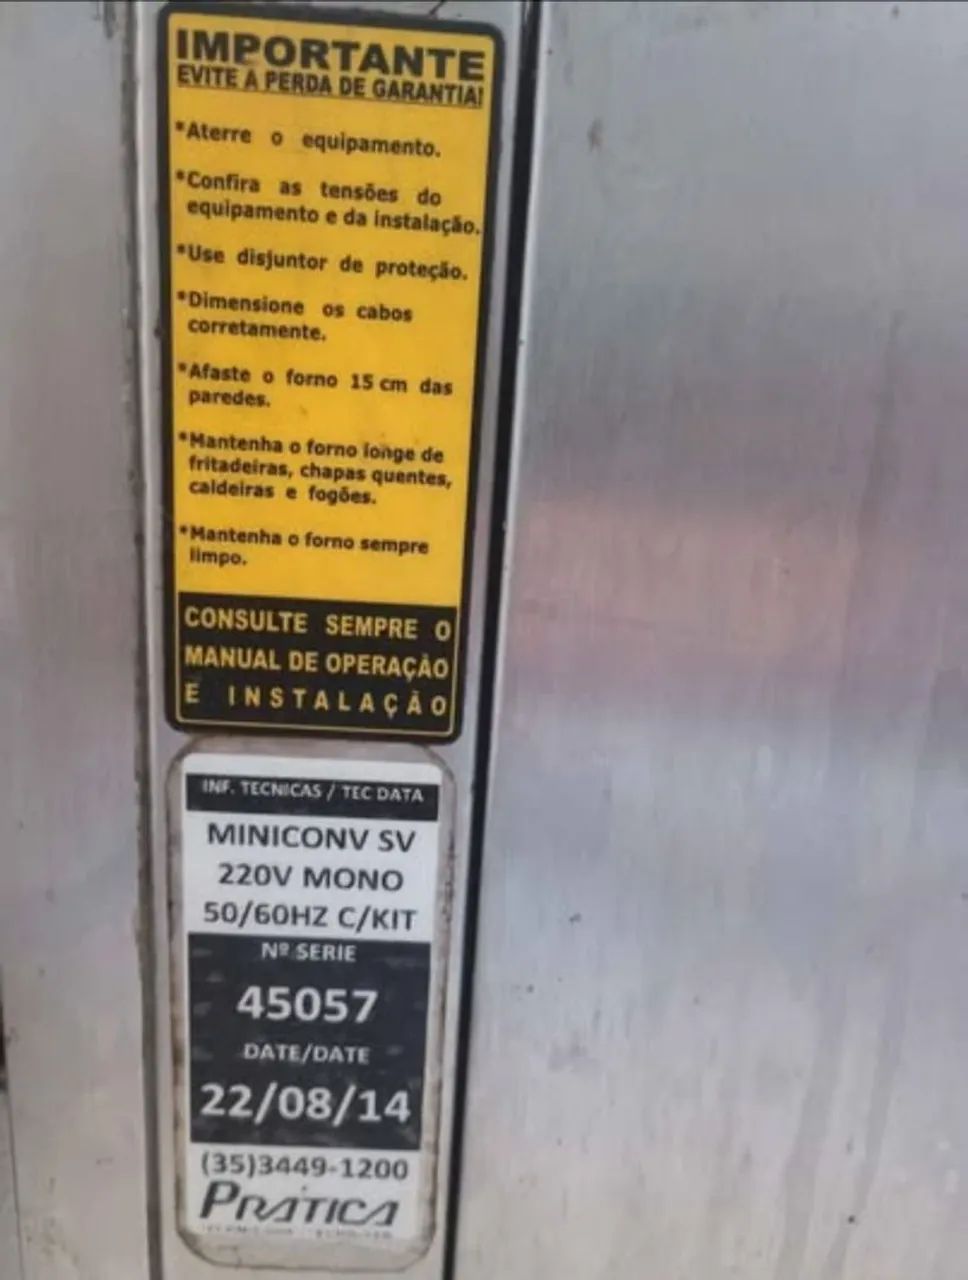 IMPORTANTE
EVITE A PERDA DE GARANTIA!
*Aterre o equipamento.
*Confira as tensões do
equipamento e da instalação.
*Use disjuntor de proteção.
*Dimensione os cabos
corretamente.
*Afaste o forno 15 cm das
paredes.
*Mantenha o forno longe de
fritadeiras, chapas quentes,
caldeiras e fogões.
*Mantenha o forno sempre
limpo.
CONSULTE SEMPRE O
MANUAL DE OPERAÇÃO
E INSTALAÇÃO
INF. TECNICAS / TEC DATA
MINICONV SV
220V MONO
50/60HZ C/KIT
Nº SERIE
45057
DATE/DATE
22/08/14
(35)3449-1200
PRÁTICA